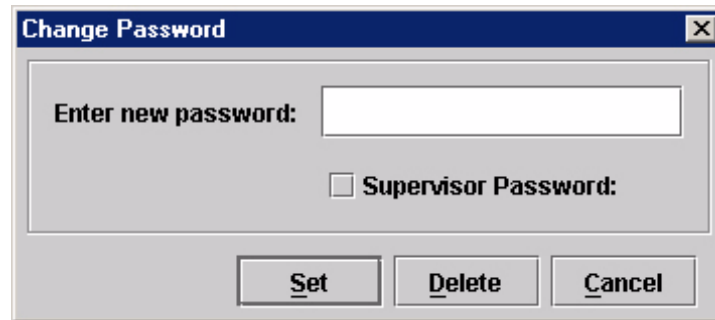 Change Password
Enter new password:
Supervisor Password:
Set Delete Cancel